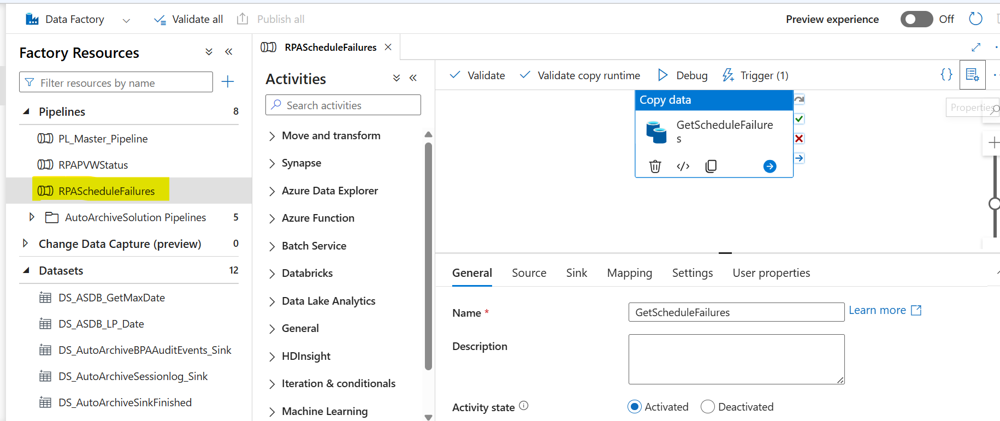 Data Factory
Validate all
Publish all
Preview experience
Off
Factory Resources
Filter resources by name
Pipelines 8
PL_Master_Pipeline
RPAPVWStatus
RPAScheduleFailures
AutoArchiveSolution Pipelines 5
Change Data Capture (preview) 0
Datasets 12
DS_ASDB_GetMaxDate
DS_ASDB_LP_Date
DS_AutoArchiveBPAAuditEvents_Sink
DS_AutoArchiveSessionlog_Sink
DS_AutoArchiveSinkFinished
RPAScheduleFailures
Activities
Search activities
Move and transform
Synapse
Azure Data Explorer
Azure Function
Batch Service
Databricks
Data Lake Analytics
General
HDInsight
Iteration & conditionals
Machine Learning
Validate
Validate copy runtime
Debug
Trigger (1)
{}
Properties
Copy data
GetScheduleFailure
s
General
Source
Sink
Mapping
Settings
User properties
Name *
GetScheduleFailures
Learn more
Description
Activity state
Activated
Deactivated